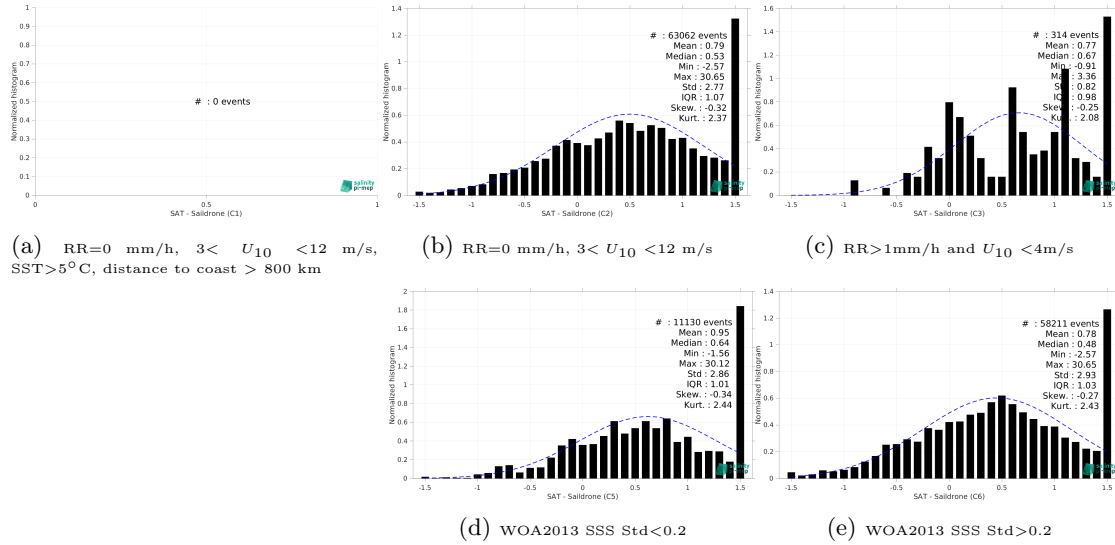 1
0.9
0.8
0.7
0.6
0.5
0.4
0.3
0.2
0.1
0
Normalized histogram
# : 0 events
salinity
pi-mep
0 0.5 1
SAT - Saildrone (C1)
(a) RR=0 mm/h, 3< U10 <12 m/s,
SST>5°C, distance to coast > 800 km
1.4
1.2
1
0.8
0.6
0.4
0.2
0
Normalized histogram
# : 63062 events
Mean : 0.79
Median : 0.53
Min : -2.57
Max : 30.65
Std : 2.77
IQR : 1.07
Skew. : -0.32
Kurt. : 2.37
-1.5 -1 -0.5 0 0.5 1 1.5
SAT - Saildrone (C2)
(b) RR=0 mm/h, 3< U10 <12 m/s
1.6
1.4
1.2
1
0.8
0.6
0.4
0.2
0
Normalized histogram
# : 314 events
Mean : 0.77
Median : 0.67
Min : -0.91
Max : 3.36
Std : 0.82
IQR : 0.98
Skew. : -0.25
Kurt. : 2.08
-1.5 -1 -0.5 0 0.5 1 1.5
SAT - Saildrone (C3)
(c) RR>1mm/h and U10 <4m/s
2
1.8
1.6
1.4
1.2
1
0.8
0.6
0.4
0.2
0
Normalized histogram
# : 11130 events
Mean : 0.95
Median : 0.64
Min : -1.56
Max : 30.12
Std : 2.86
IQR : 1.01
Skew. : -0.34
Kurt. : 2.44
-1.5 -1 -0.5 0 0.5 1 1.5
SAT - Saildrone (C5)
(d) WOA2013 SSS Std<0.2
1.4
1.2
1
0.8
0.6
0.4
0.2
0
Normalized histogram
# : 58211 events
Mean : 0.78
Median : 0.48
Min : -2.57
Max : 30.65
Std : 2.93
IQR : 1.03
Skew. : -0.27
Kurt. : 2.43
-1.5 -1 -0.5 0 0.5 1 1.5
SAT - Saildrone (C6)
(e) WOA2013 SSS Std>0.2